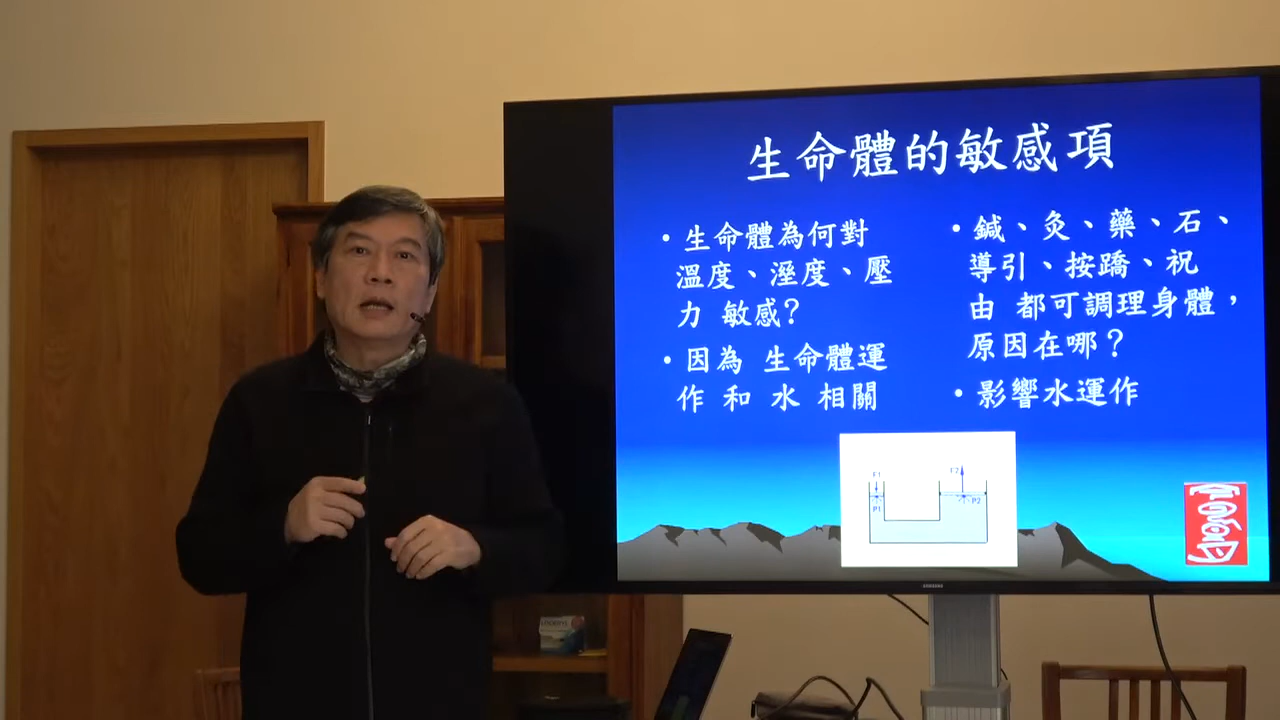 生命體的敏感項
•生命體為何對
溫度、溼度、壓
力 敏感?
•因為 生命體運
作 和 水 相關
•鍼、灸、藥、石、
導引、按蹻、祝
由 都可調理身體，
原因在哪？
•影響水運作
F1
P1
F2
P2
SAMSUNG